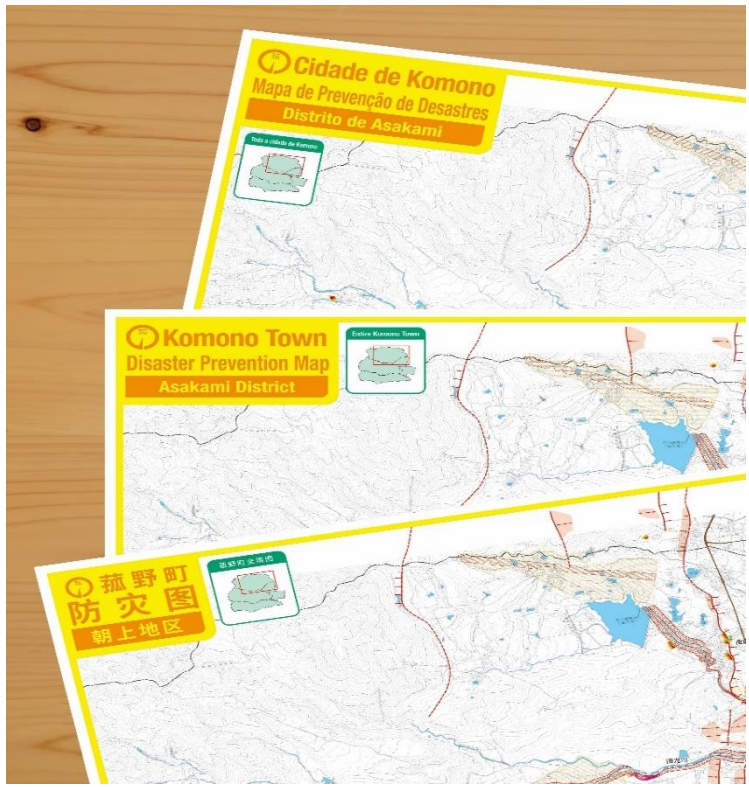 Cidade de Komono
Mapa de Prevenção de Desastres
Distrito de Asakami
Toda a cidade de Komono
Komono Town
Disaster Prevention Map
Asakami District
Entire Komono Town
菰野町
防灾图
朝上地区
菰野町全境图